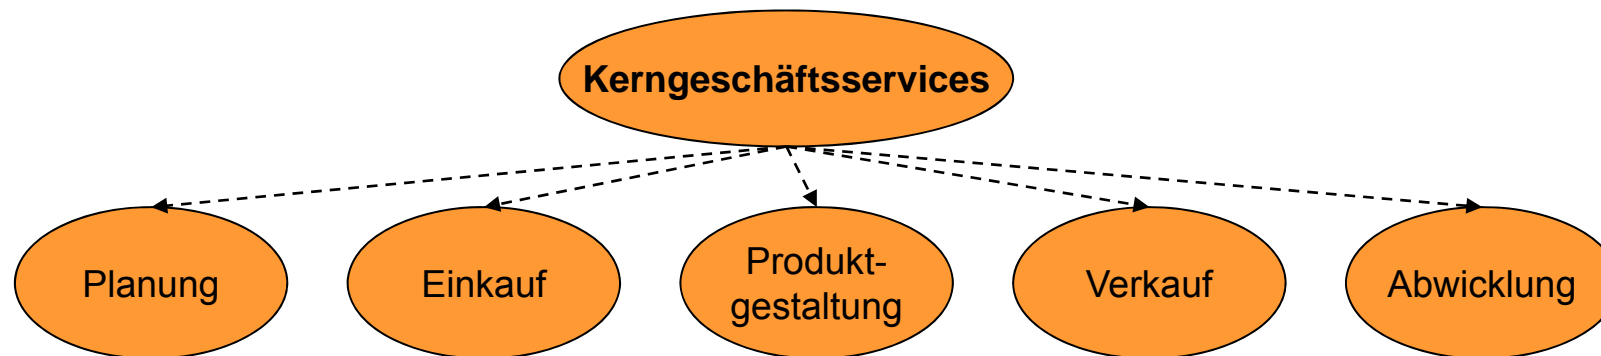 Kerngeschäftsservices
Planung
Einkauf
Produkt-
gestaltung
Verkauf
Abwicklung